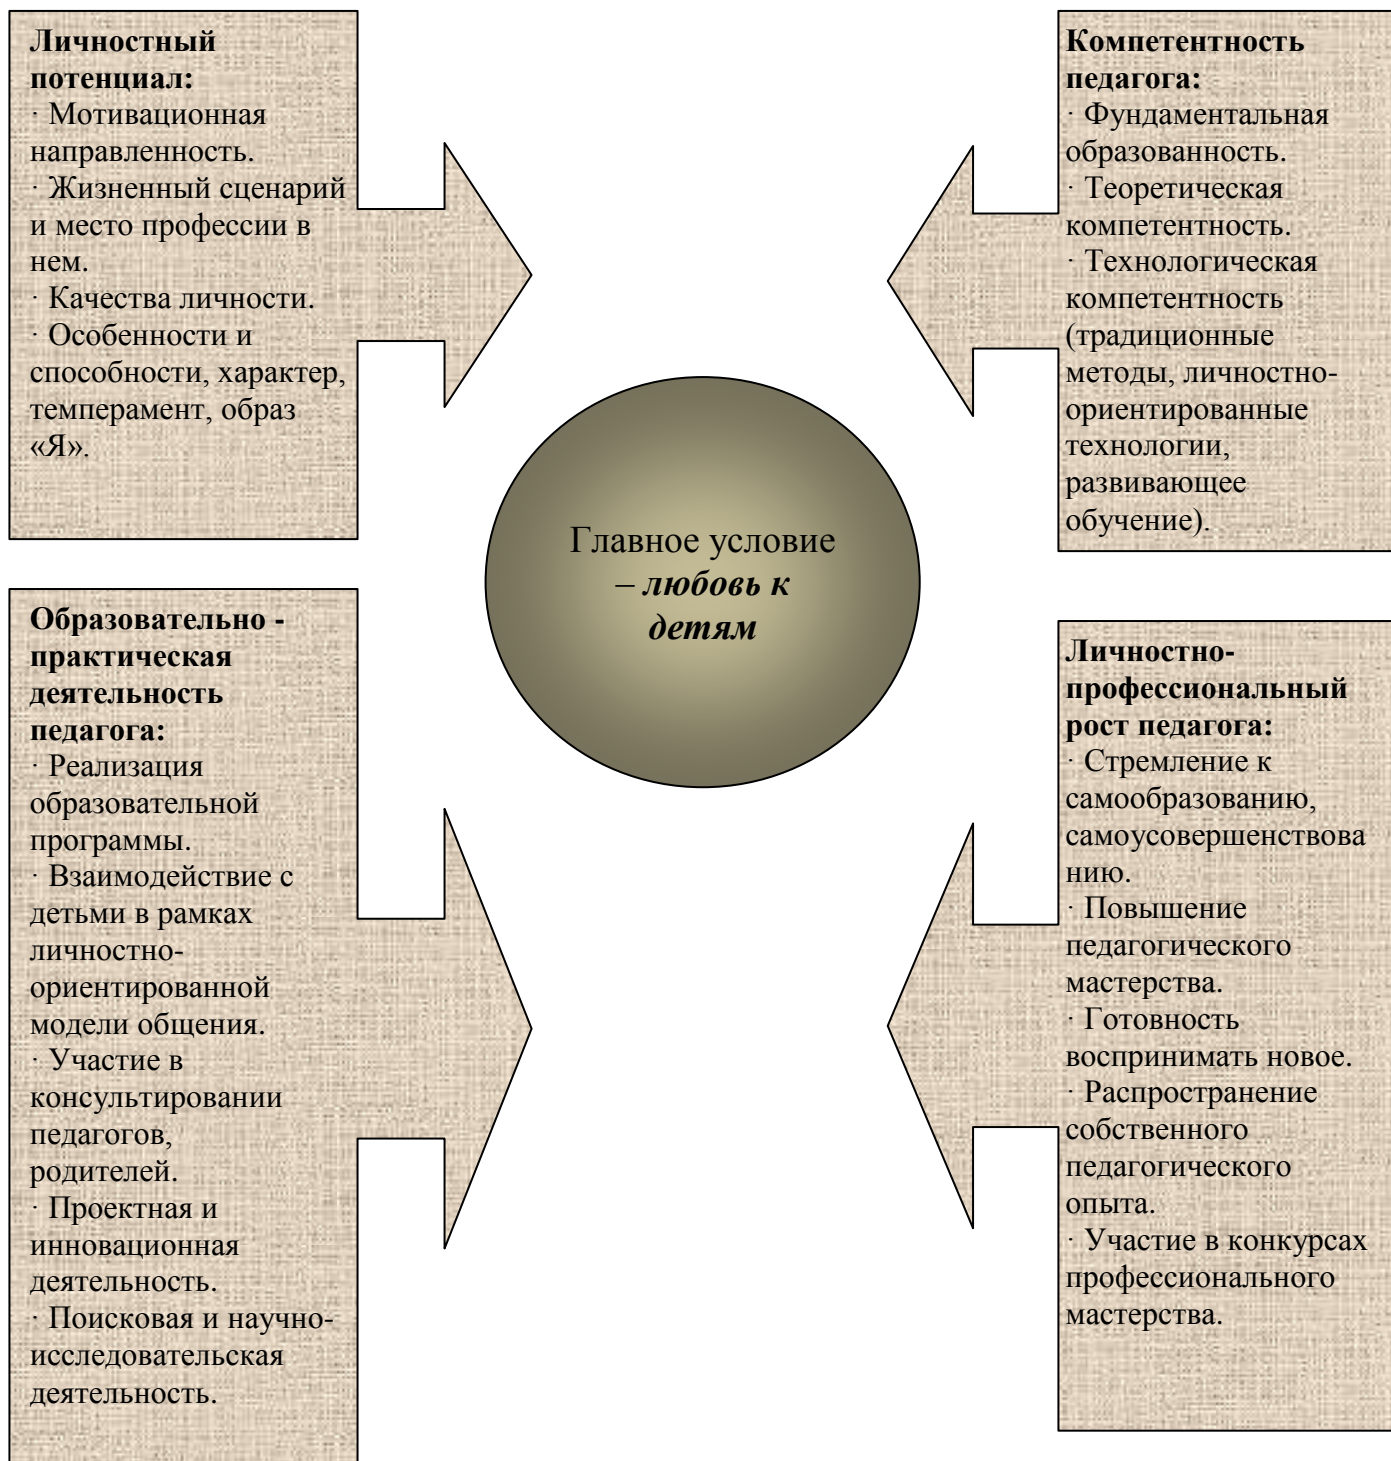 Личностный
потенциал:
· Мотивационная
направленность.
· Жизненный сценарий
и место профессии в
нем.
· Качества личности.
· Особенности и
способности, характер,
темперамент, образ
«Я».
Компетентность
педагога:
· Фундаментальная
образованность.
· Теоретическая
компетентность.
· Технологическая
компетентность
(традиционные
методы, личностно-
ориентированные
технологии,
развивающее
обучение).
Главное условие
– любовь к
детям
Образовательно -
практическая
деятельность
педагога:
· Реализация
образовательной
программы.
· Взаимодействие с
детьми в рамках
личностно-
ориентированной
модели общения.
· Участие в
консультировании
педагогов,
родителей.
· Проектная и
инновационная
деятельность.
· Поисковая и научно-
исследовательская
деятельность.
Личностно-
профессиональный
рост педагога:
· Стремление к
самообразованию,
самоусовершенствова
нию.
· Повышение
педагогического
мастерства.
· Готовность
воспринимать новое.
· Распространение
собственного
педагогического
опыта.
· Участие в конкурсах
профессионального
мастерства.